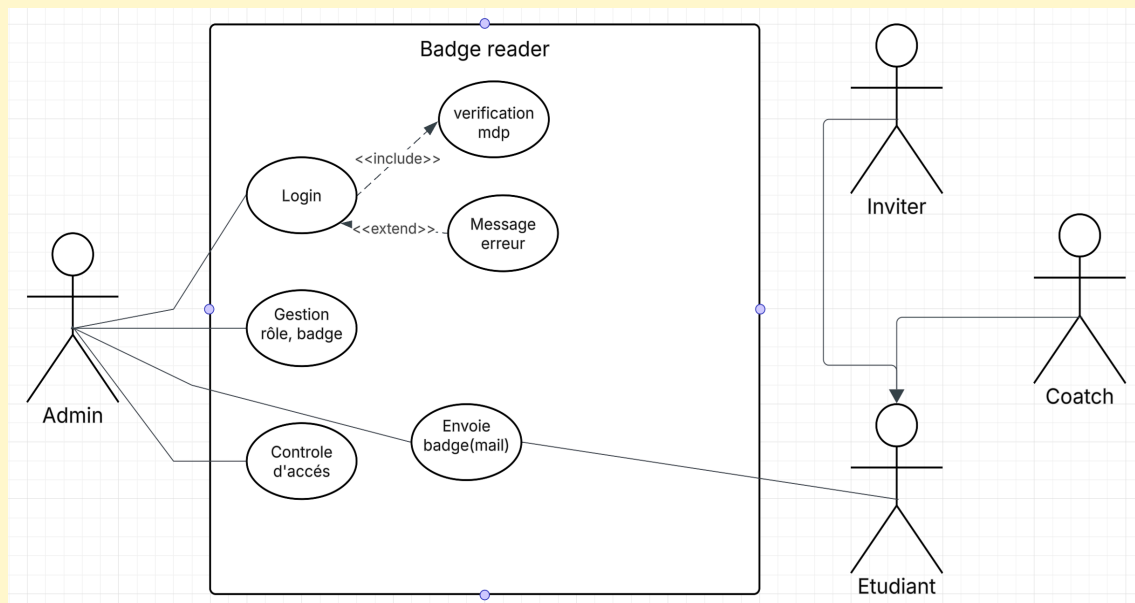 Badge reader
verification
mdp
<<include>>
Login
<<extend>>
Message
erreur
Gestion
rôle, badge
Envoie
badge(mail)
Controle
d'accés
Admin
Inviter
Coatch
Etudiant